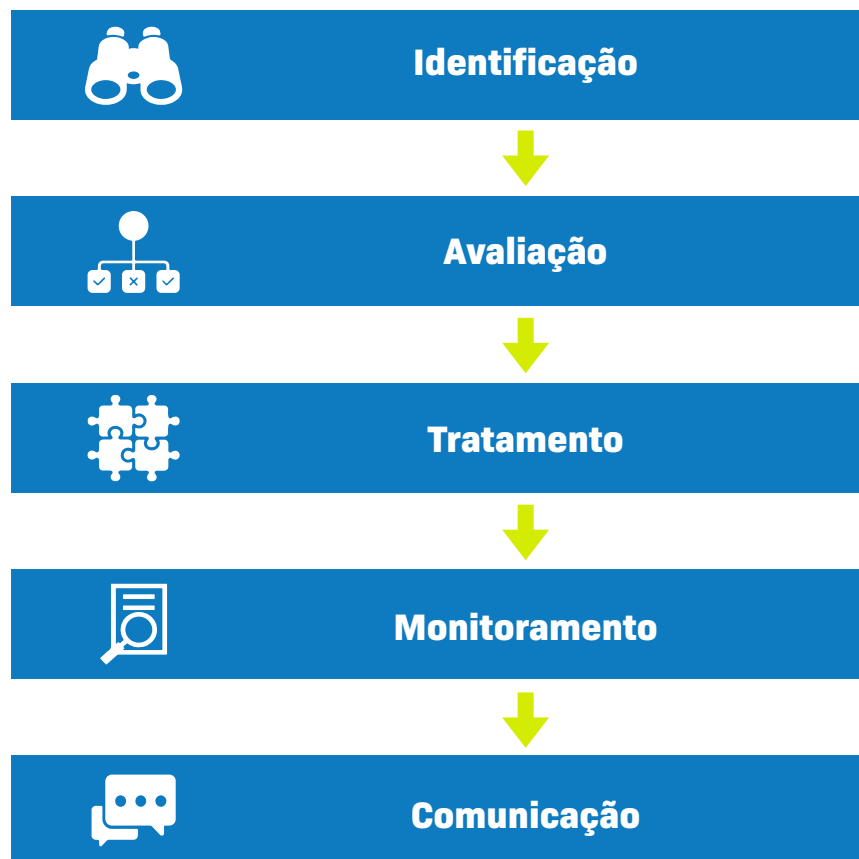 Identificação
Avaliação
Tratamento
Monitoramento
Comunicação